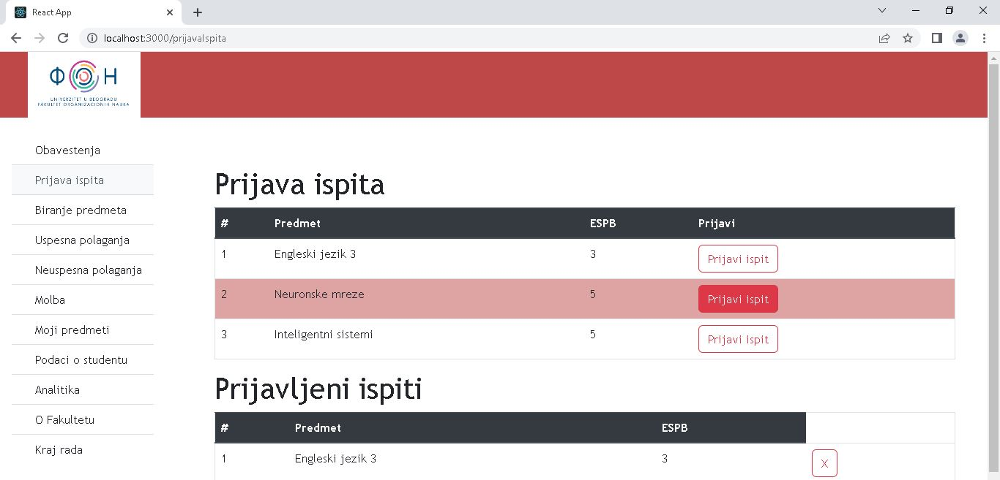 React App
localhost:3000/prijavaIspita
ФОН
UNIVERZITET U BEOGRADU
FAKULTET ORGANIZACIONIH NAUKA
Obavestenja
Prijava ispita
Biranje predmeta
Uspesna polaganja
Neuspesna polaganja
Molba
Moji predmeti
Podaci o studentu
Analitika
O Fakultetu
Kraj rada
Prijava ispita
# Predmet ESPB Prijavi
1 Engleski jezik 3 3 Prijavi ispit
2 Neuronske mreze 5 Prijavi ispit
3 Inteligentni sistemi 5 Prijavi ispit
Prijavljeni ispiti
# Predmet ESPB
1 Engleski jezik 3 3 X